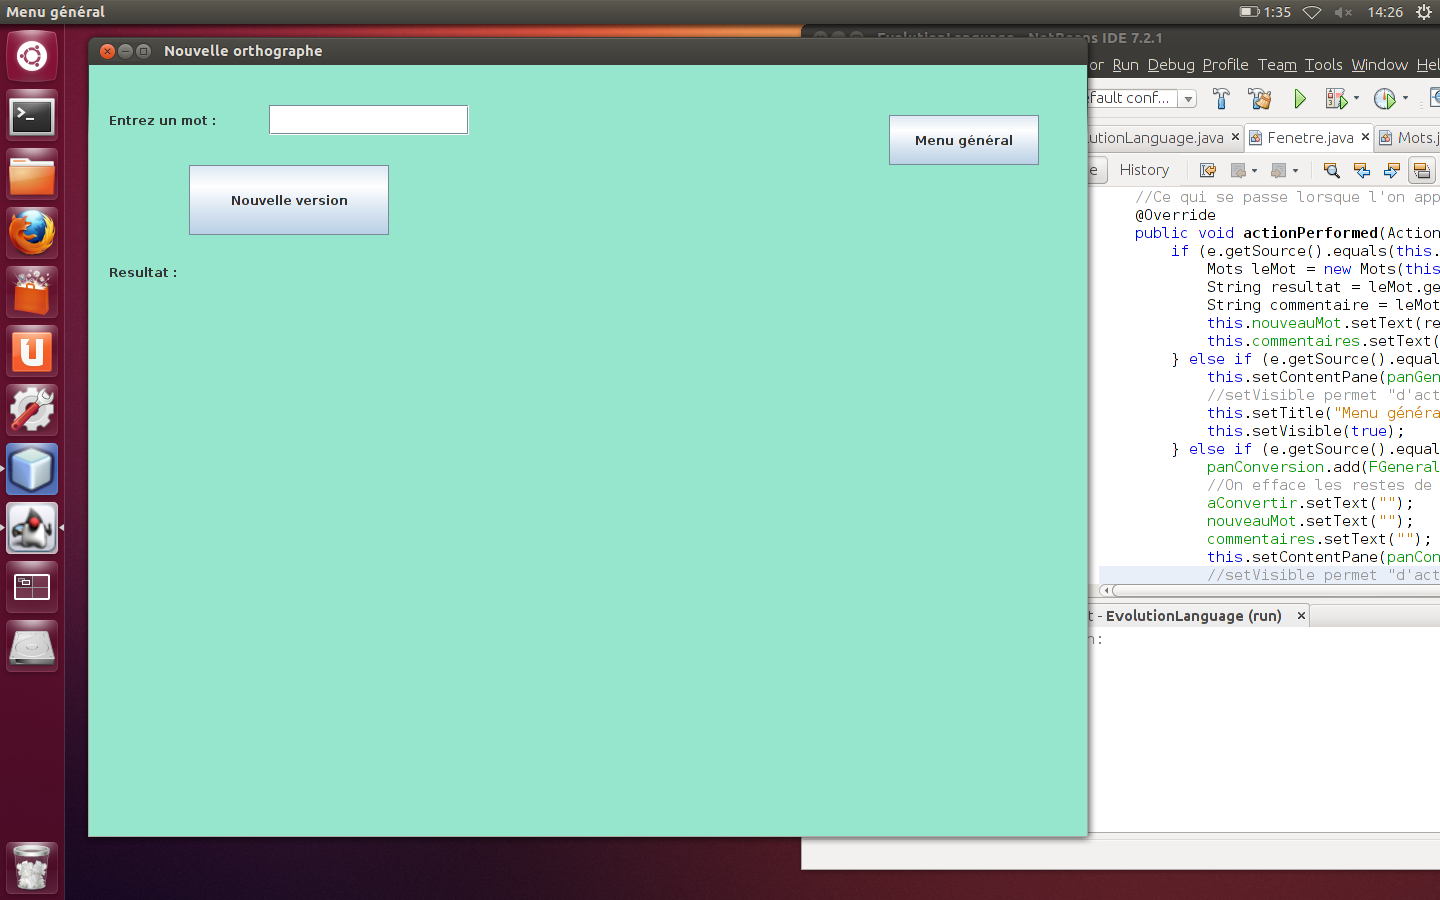 Menu général
1:35
14:26
Nouvelle orthographe
NetBeans IDE 7.2.1
or Run Debug Profile Team Tools Window Hel
Entrez un mot :
Menu général
Nouvelle version
Resultat :
efault conf...
utionLanguage.java
Fenetre.java
Mots.j
e
History
//Ce qui se passe lorsque l'on app
@Override
public void actionPerformed(Action
if (e.getSource().equals(this.
Mots leMot = new Mots(this
String resultat = leMot.ge
String commentaire = leMot
this.nouveauMot.setText(re
this.commentaires.setText(
} else if (e.getSource().equal
this.setContentPane(panGen
//setVisible permet "d'act
this.setTitle("Menu généra
this.setVisible(true);
} else if (e.getSource().equal
panConversion.add(FGeneral
//On efface les restes de
aConvertir.setText("");
nouveauMot.setText("");
commentaires.setText("");
this.setContentPane(panCon
//setVisible permet "d'act
t - EvolutionLanguage (run)
n: